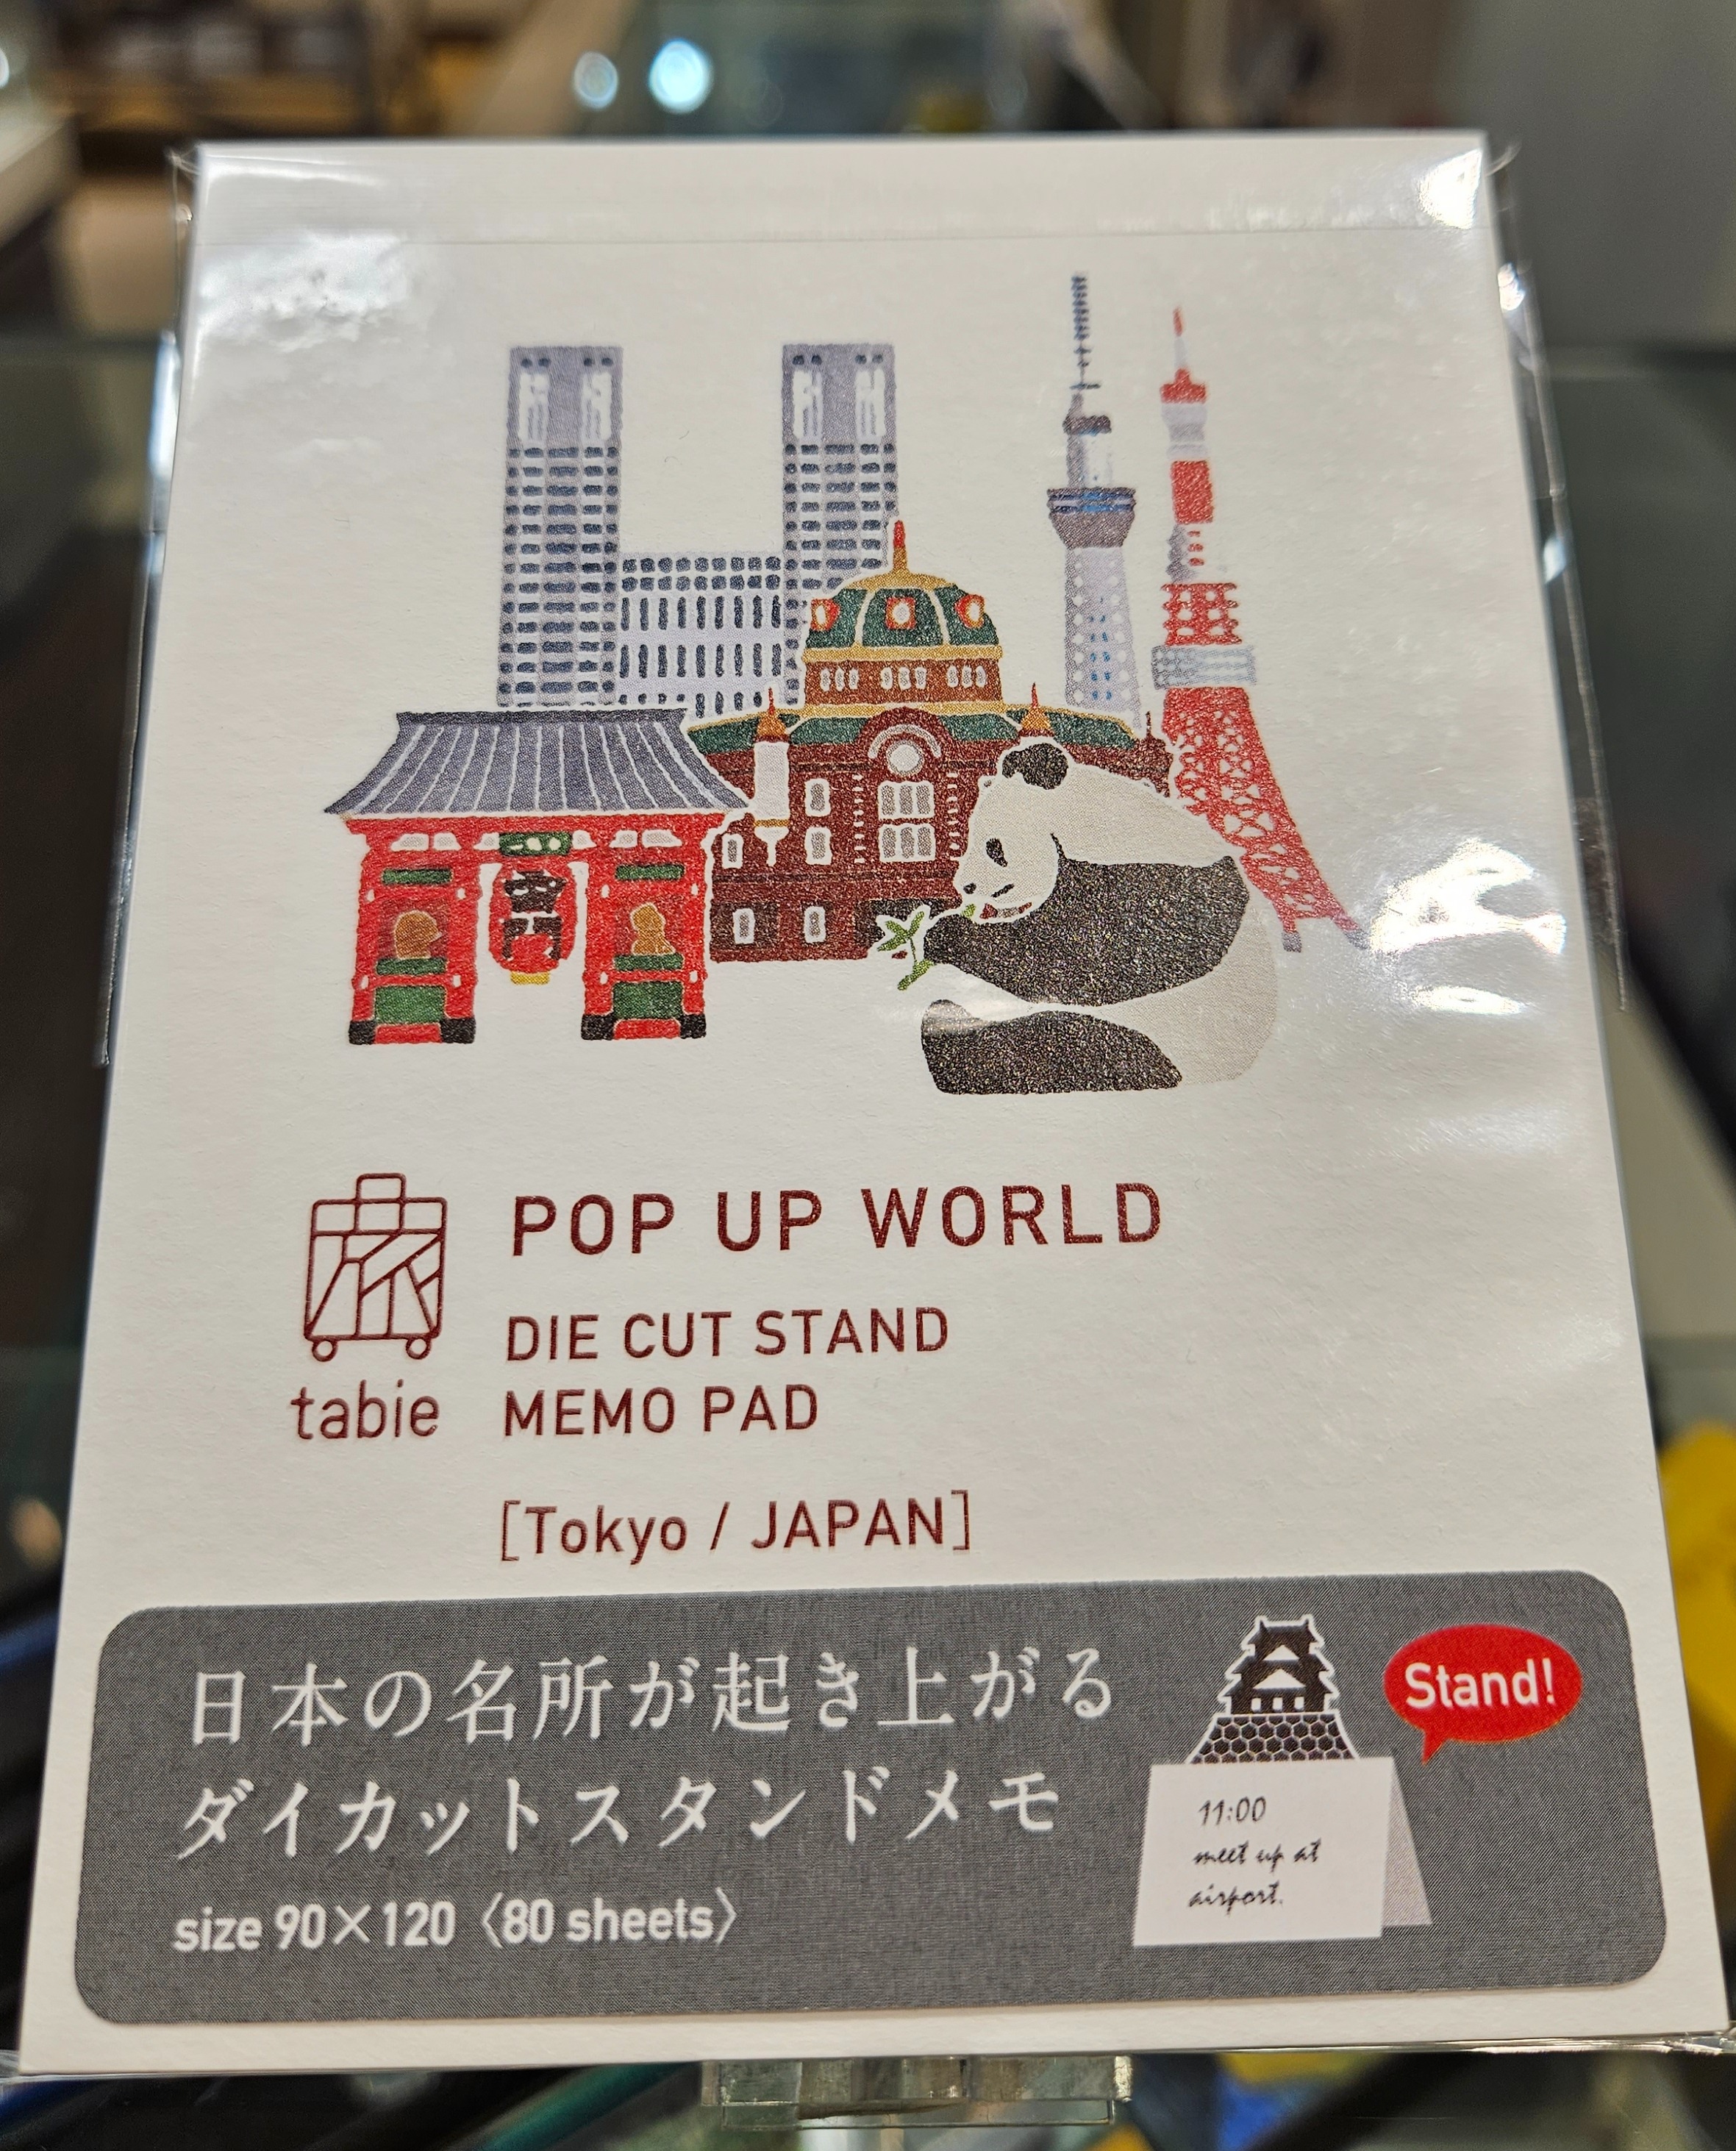 POP UP WORLD
DIE CUT STAND
MEMO PAD
tabie
[Tokyo / JAPAN]
日本の名所が起き上がる
ダイカットスタンドメモ
size 90×120〈80 sheets〉
Stand!
11:00
meet up at
airport.